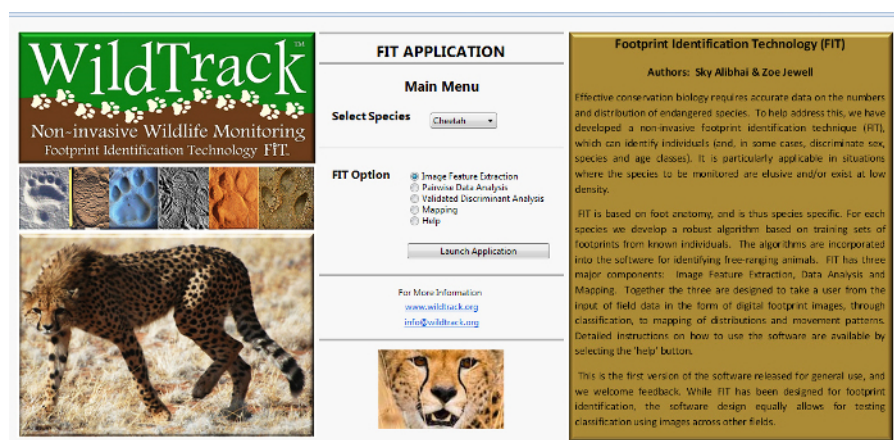 WildTrack™
Non-invasive Wildlife Monitoring
Footprint Identification Technology FIT.
FIT APPLICATION
Main Menu
Select Species
Cheetah
FIT Option
Image Feature Extraction
Pairwise Data Analysis
Validated Discriminant Analysis
Mapping
Help
Launch Application
For More Information
www.wildtrack.org
info@wildtrack.org
Footprint Identification Technology (FIT)
Authors: Sky Alibhai & Zoe Jewell
Effective conservation biology requires accurate data on the numbers
and distribution of endangered species. To help address this, we have
developed a non-invasive footprint identification technique (FIT),
which can identify individuals (and, in some cases, discriminate sex,
species and age classes). It is particularly applicable in situations
where the species to be monitored are elusive and/or exist at low
density.
FIT is based on foot anatomy, and is thus species specific. For each
species we develop a robust algorithm based on training sets of
footprints from known individuals. The algorithms are incorporated
into the software for identifying free-ranging animals. FIT has three
major components: Image Feature Extraction, Data Analysis and
Mapping. Together the three are designed to take a user from the
input of field data in the form of digital footprint images, through
classification, to mapping of distributions and movement patterns.
Detailed instructions on how to use the software are available by
selecting the 'help' button.
This is the first version of the software released for general use, and
we welcome feedback. While FIT has been designed for footprint
identification, the software design equally allows for testing
classification using images across other fields.